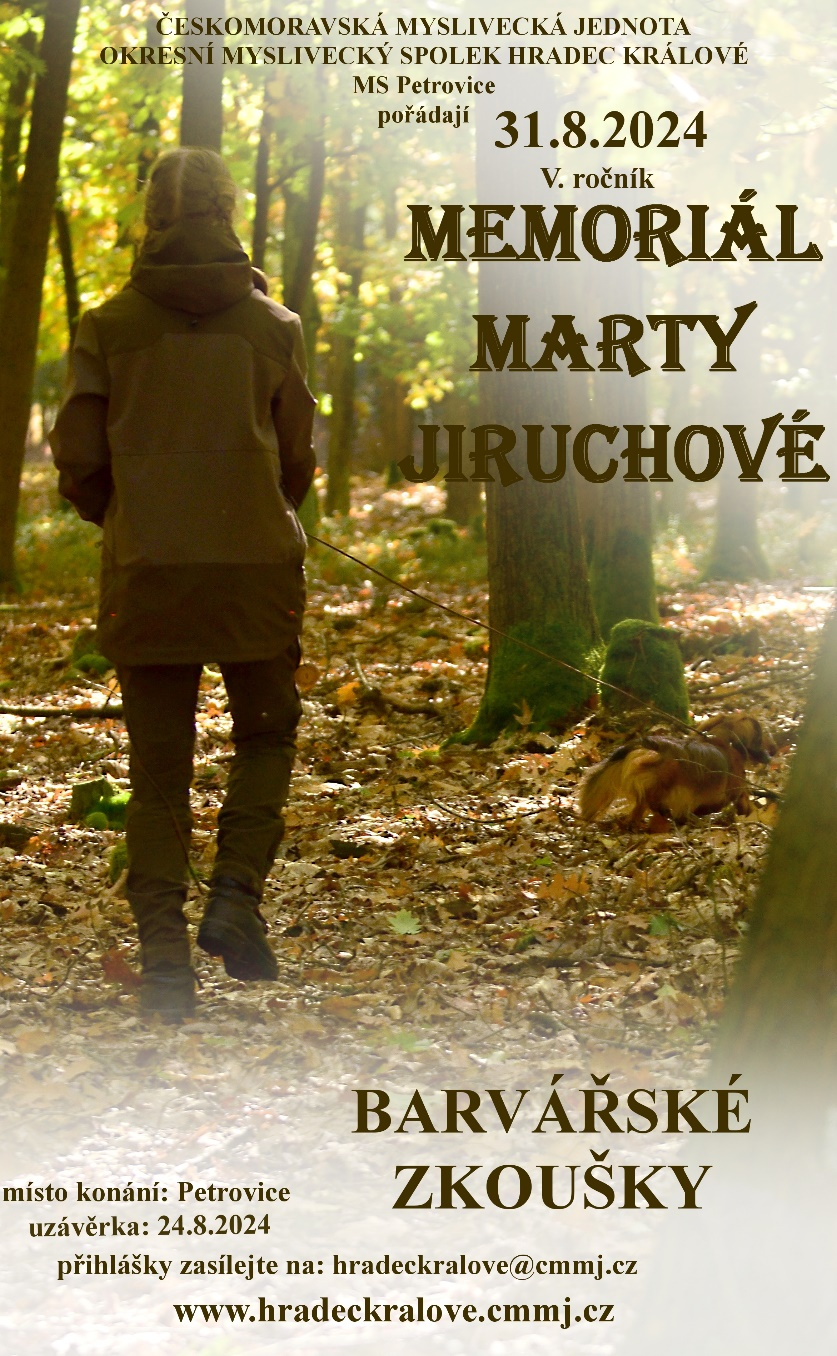 ČESKOMORAVSKÁ MYSLIVECKÁ JEDNOTA
OKRESNÍ MYSLIVECKÝ SPOLEK HRADEC KRÁLOVÉ
MS Petrovice
pořádají
31.8.2024
V. ročník
MEMORIÁL
MARTY
JIRUCHOVÉ
BARVÁŘSKÉ
ZKOUŠKY
místo konání: Petrovice
uzávěrka: 24.8.2024
přihlášky zasílejte na: hradeckralove@cmmj.cz
www.hradeckralove.cmmj.cz